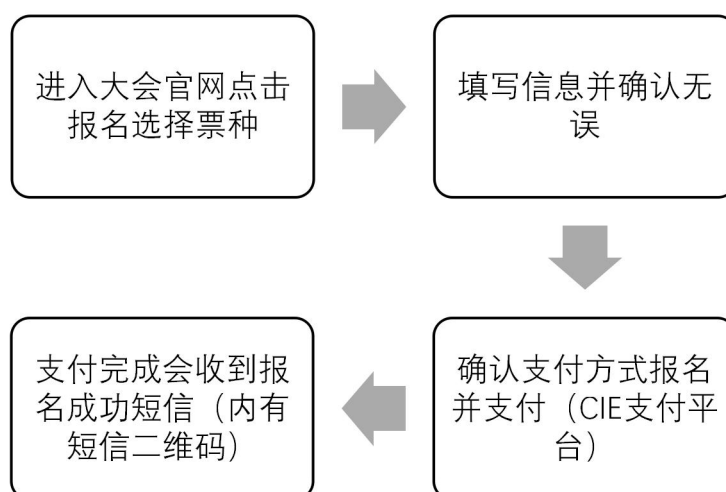 进入大会官网点击
报名选择票种
填写信息并确认无
误
确认支付方式报名
并支付（CIE支付平
台）
支付完成会收到报
名成功短信（内有
短信二维码）